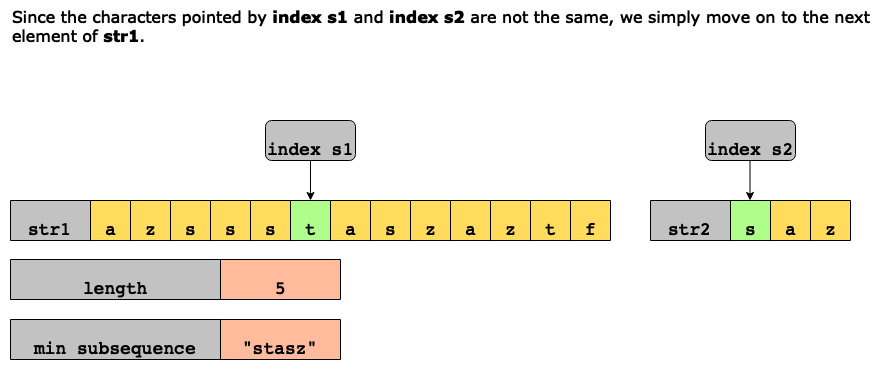 Since the characters pointed by index s1 and index s2 are not the same, we simply move on to the next
element of str1.
index s1 index s2
str1 a z s s s t a s z a z t f str2 s a z
length 5
min subsequence "stasz"